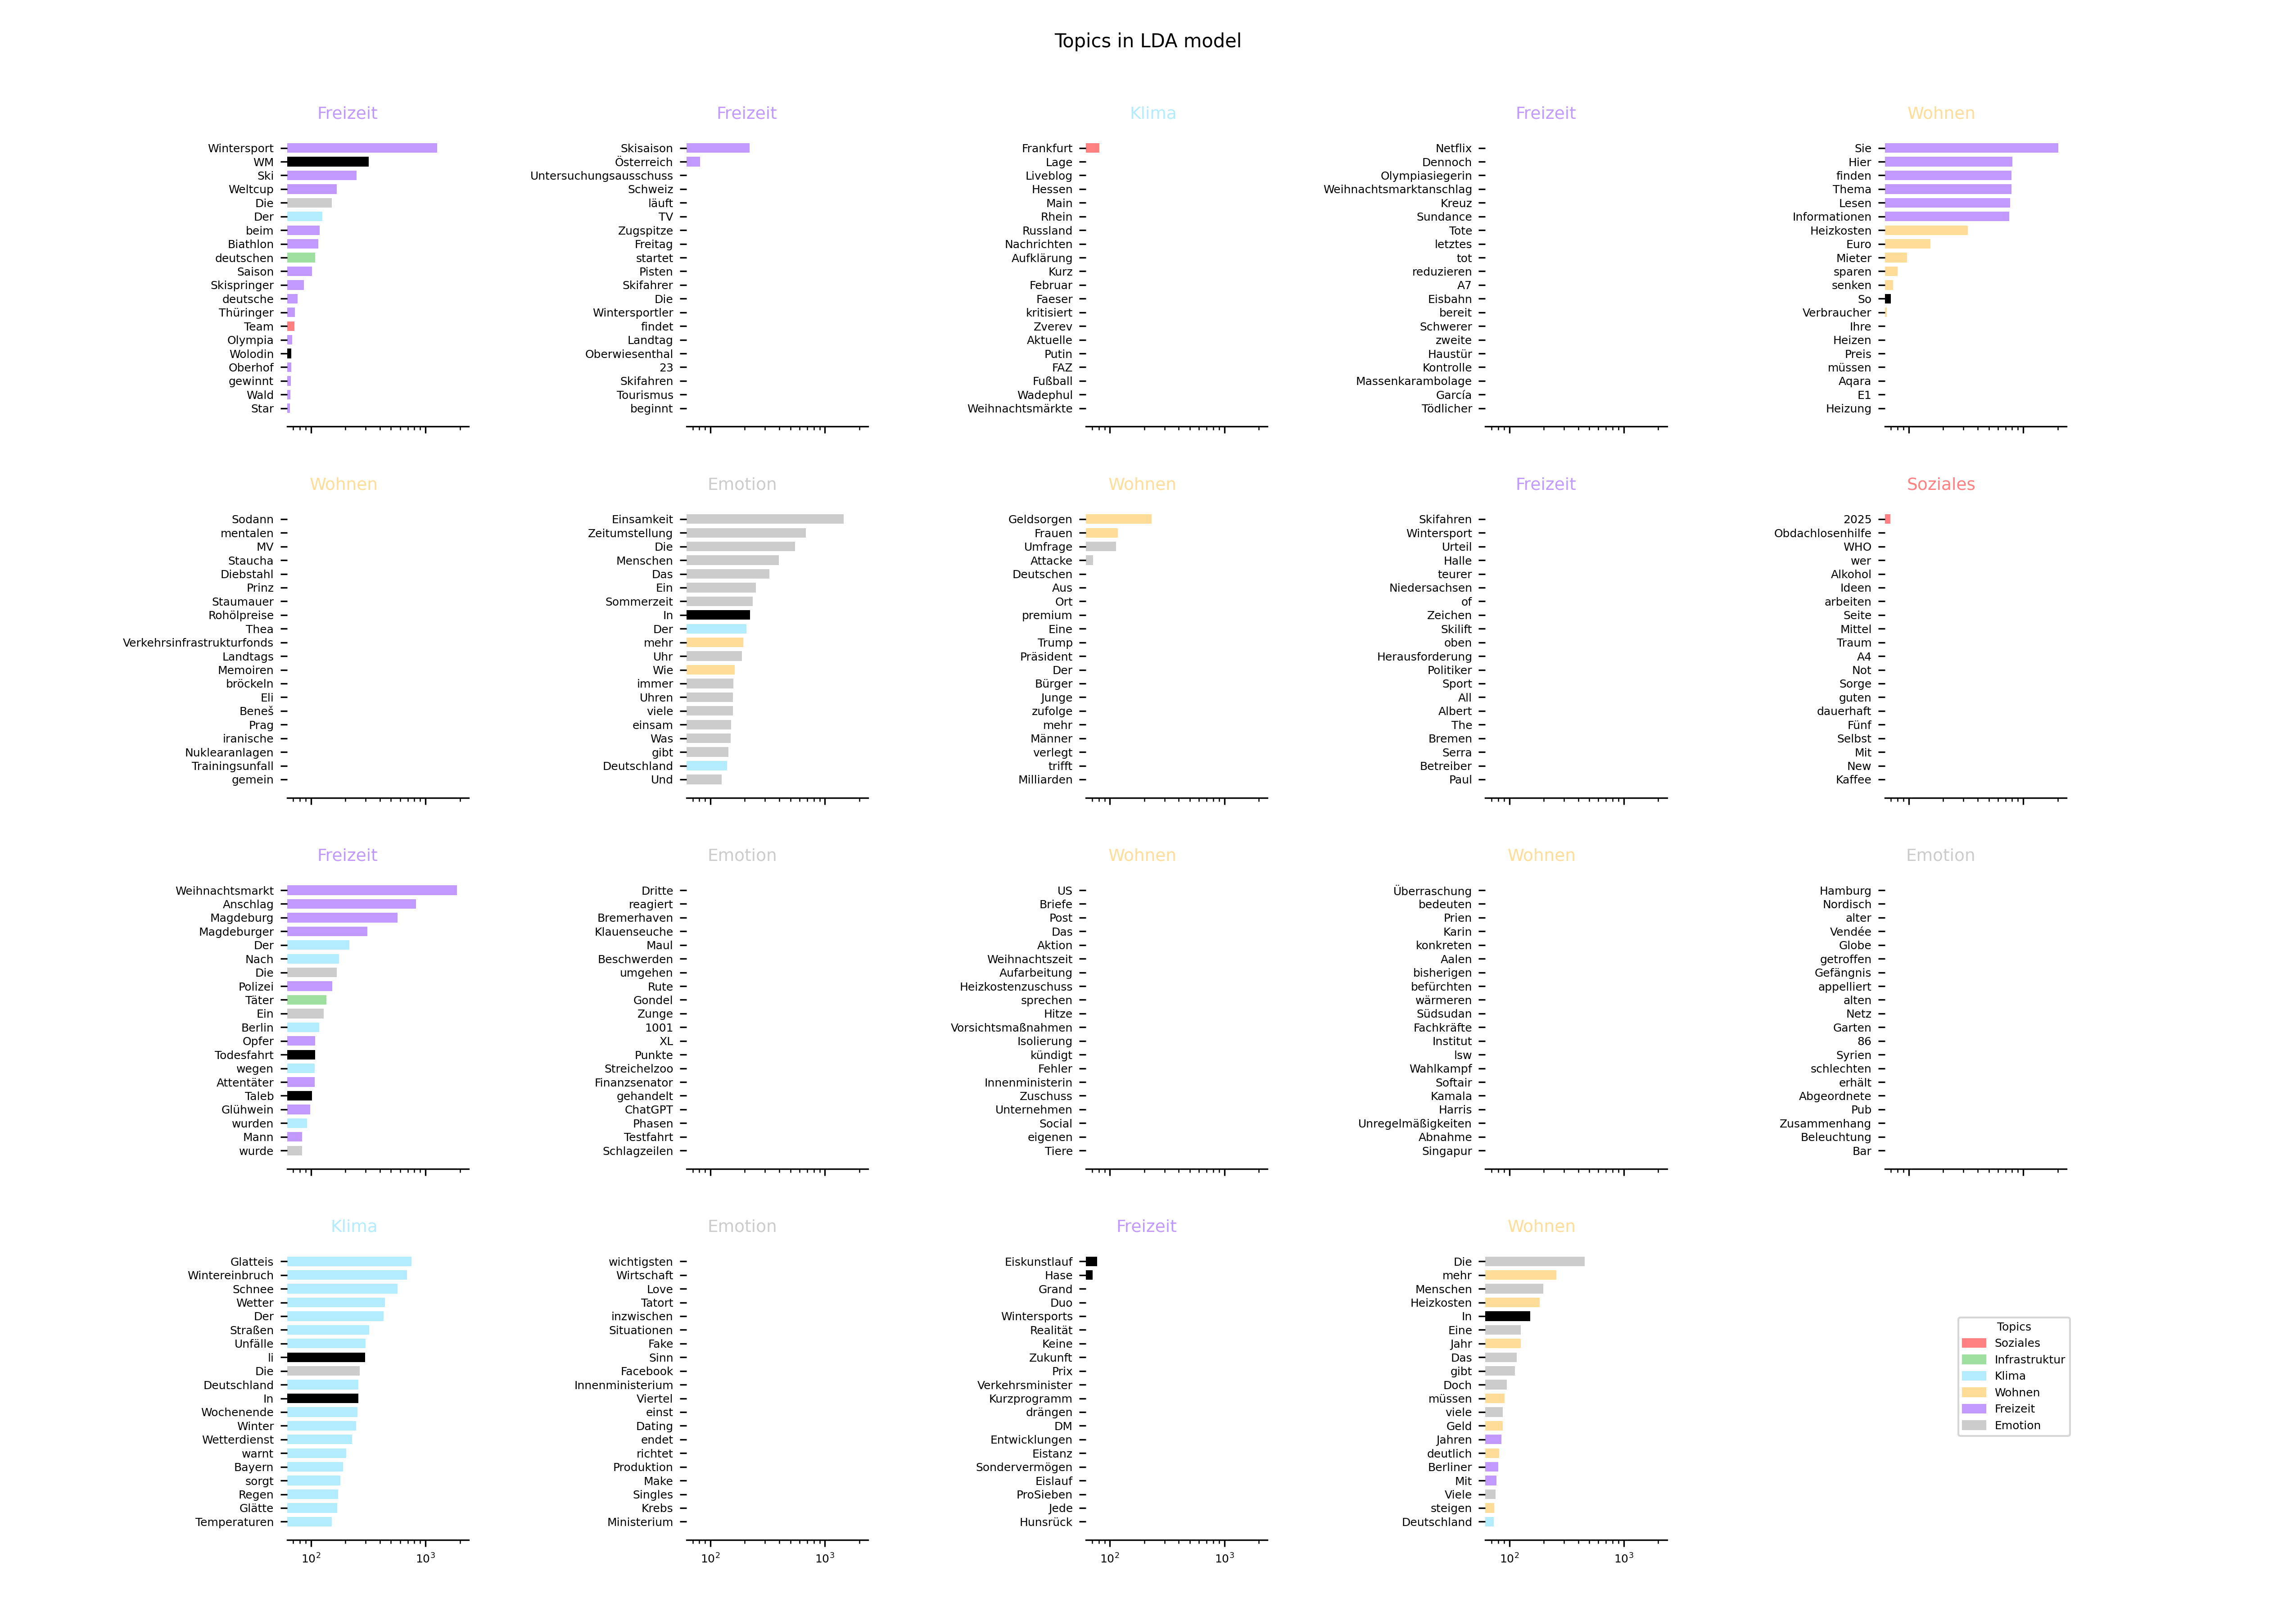 Topics in LDA model
Freizeit
Wintersport
WM
Ski
Weltcup
Die
Der
beim
Biathlon
deutschen
Saison
Skispringer
deutsche
Thüringer
Team
Olympia
Wolodin
Oberhof
gewinnt
Wald
Star
Freizeit
Skisaison
Österreich
Untersuchungsausschuss
Schweiz
läuft
TV
Zugspitze
Freitag
startet
Pisten
Skifahrer
Die
Wintersportler
findet
Landtag
Oberwiesenthal
23
Skifahren
Tourismus
beginnt
Klima
Frankfurt
Lage
Liveblog
Hessen
Main
Rhein
Russland
Nachrichten
Aufklärung
Kurz
Februar
Faeser
kritisiert
Zverev
Aktuelle
Putin
FAZ
Fußball
Wadephul
Weihnachtsmärkte
Freizeit
Netflix
Dennoch
Olympiasiegerin
Weihnachtsmarktanschlag
Kreuz
Sundance
Tote
letztes
tot
reduzieren
A7
Eisbahn
bereit
Schwerer
zweite
Haustür
Kontrolle
Massenkarambolage
García
Tödlicher
Wohnen
Sie
Hier
finden
Thema
Lesen
Informationen
Heizkosten
Euro
Mieter
sparen
senken
So
Verbraucher
Ihre
Heizen
Preis
müssen
Aqara
E1
Heizung
Wohnen
Sodann
mentalen
MV
Staucha
Diebstahl
Prinz
Staumauer
Rohölpreise
Thea
Verkehrsinfrastrukturfonds
Landtags
Memoiren
bröckeln
Eli
Beneš
Prag
iranische
Nuklearanlagen
Trainingsunfall
gemein
Emotion
Einsamkeit
Zeitumstellung
Die
Menschen
Das
Ein
Sommerzeit
In
Der
mehr
Uhr
Wie
immer
Uhren
viele
einsam
Was
gibt
Deutschland
Und
Wohnen
Geldsorgen
Frauen
Umfrage
Attacke
Deutschen
Aus
Ort
premium
Eine
Trump
Präsident
Der
Bürger
Junge
zufolge
mehr
Männer
verlegt
trifft
Milliarden
Freizeit
Skifahren
Wintersport
Urteil
Halle
teurer
Niedersachsen
of
Zeichen
Skilift
oben
Herausforderung
Politiker
Sport
All
Albert
The
Bremen
Serra
Betreiber
Paul
Soziales
2025
Obdachlosenhilfe
WHO
wer
Alkohol
Ideen
arbeiten
Seite
Mittel
Traum
A4
Not
Sorge
guten
dauerhaft
Fünf
Selbst
Mit
New
Kaffee
Freizeit
Weihnachtsmarkt
Anschlag
Magdeburg
Magdeburger
Der
Nach
Die
Polizei
Täter
Ein
Berlin
Opfer
Todesfahrt
wegen
Attentäter
Taleb
Glühwein
wurden
Mann
wurde
Emotion
Dritte
reagiert
Bremerhaven
Klauenseuche
Maul
Beschwerden
umgehen
Rute
Gondel
Zunge
1001
XL
Punkte
Streichelzoo
Finanzsenator
gehandelt
ChatGPT
Phasen
Testfahrt
Schlagzeilen
Wohnen
US
Briefe
Post
Das
Aktion
Weihnachtszeit
Aufarbeitung
Heizkostenzuschuss
sprechen
Hitze
Vorsichtsmaßnahmen
Isolierung
kündigt
Fehler
Innenministerin
Zuschuss
Unternehmen
Social
eigenen
Tiere
Wohnen
Überraschung
bedeuten
Prien
Karin
konkreten
Aalen
bisherigen
befürchten
wärmeren
Südsudan
Fachkräfte
Institut
lsw
Wahlkampf
Softair
Kamala
Harris
Unregelmäßigkeiten
Abnahme
Singapur
Emotion
Hamburg
Nordisch
alter
Vendée
Globe
getroffen
Gefängnis
appelliert
alten
Netz
Garten
86
Syrien
schlechten
erhält
Abgeordnete
Pub
Zusammenhang
Beleuchtung
Bar
Klima
Glatteis
Wintereinbruch
Schnee
Wetter
Der
Straßen
Unfälle
li
Die
Deutschland
In
Wochenende
Winter
Wetterdienst
warnt
Bayern
sorgt
Regen
Glätte
Temperaturen
10² 10³
Emotion
wichtigsten
Wirtschaft
Love
Tatort
inzwischen
Situationen
Fake
Sinn
Facebook
Innenministerium
Viertel
einst
Dating
endet
richtet
Produktion
Make
Singles
Krebs
Ministerium
10² 10³
Freizeit
Eiskunstlauf
Hase
Grand
Duo
Wintersports
Realität
Keine
Zukunft
Prix
Verkehrsminister
Kurzprogramm
drängen
DM
Entwicklungen
Eistanz
Sondervermögen
Eislauf
ProSieben
Jede
Hunsrück
10² 10³
Wohnen
Die
mehr
Menschen
Heizkosten
In
Eine
Jahr
Das
gibt
Doch
müssen
viele
Geld
Jahren
deutlich
Berliner
Mit
Viele
steigen
Deutschland
10² 10³
Topics
Soziales
Infrastruktur
Klima
Wohnen
Freizeit
Emotion